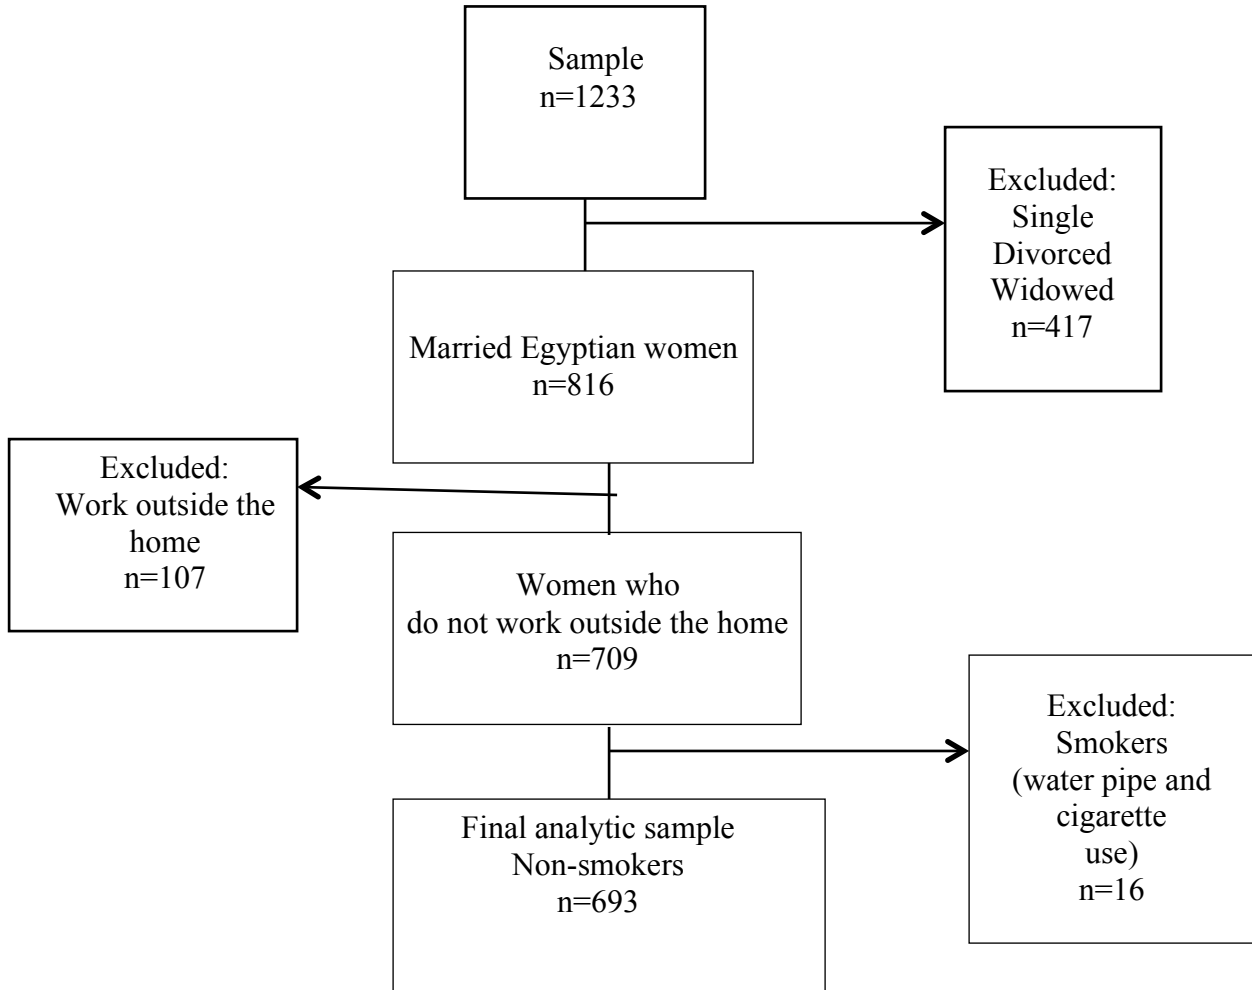 Sample
n=1233
Excluded:
Single
Divorced
Widowed
n=417
Married Egyptian women
n=816
Excluded:
Work outside the
home
n=107
Women who
do not work outside the home
n=709
Excluded:
Smokers
(water pipe and
cigarette
use)
n=16
Final analytic sample
Non-smokers
n=693